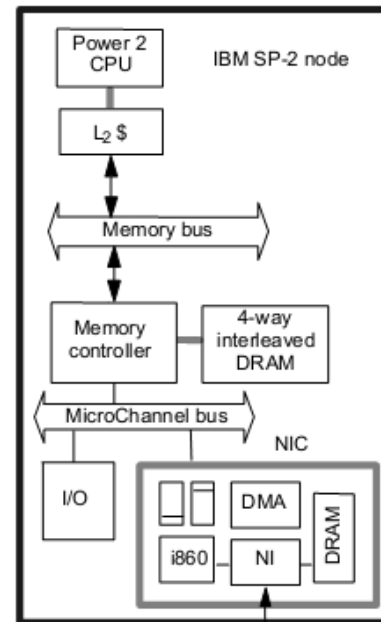 Power 2
CPU
IBM SP-2 node
L2 $
Memory bus
Memory
controller
4-way
interleaved
DRAM
MicroChannel bus
NIC
I/O
DMA
DRAM
i860
NI